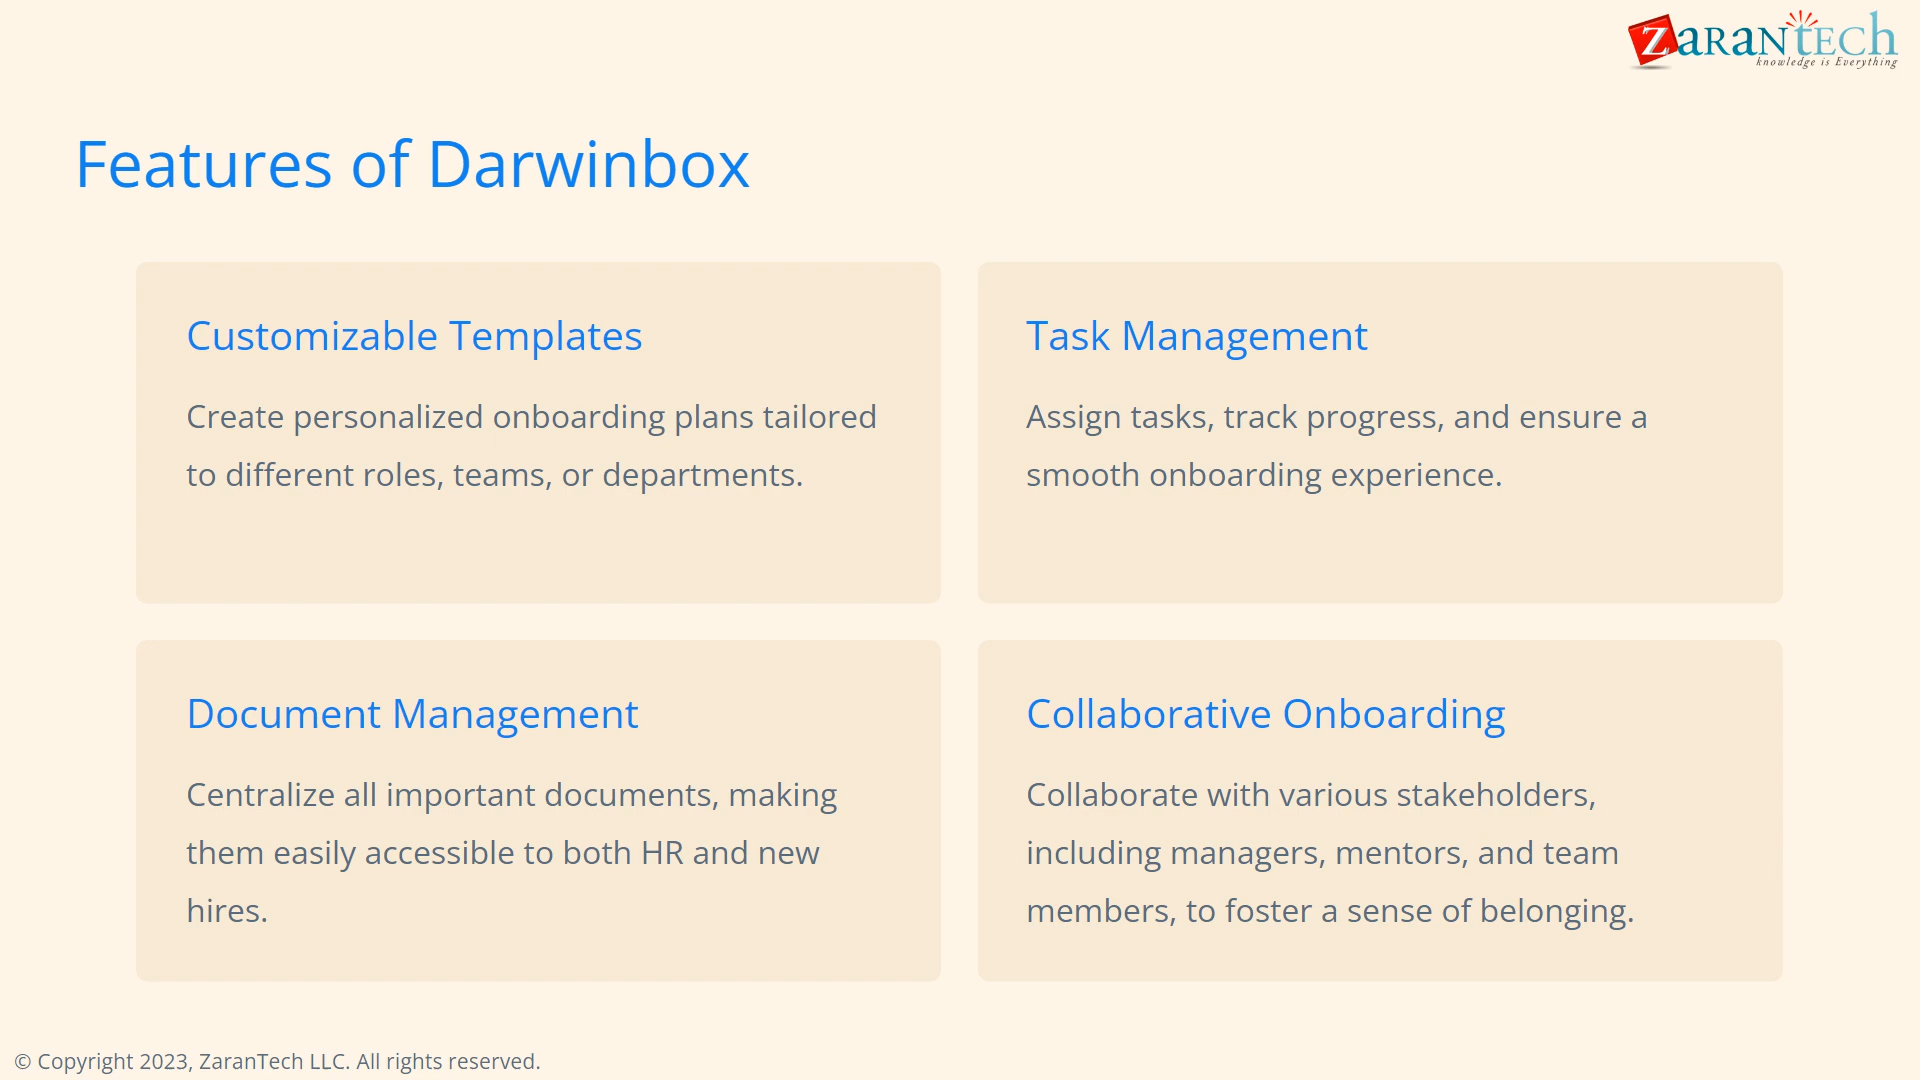 ZaranTech
knowledge is Everything
Features of Darwinbox
Customizable Templates
Create personalized onboarding plans tailored
to different roles, teams, or departments.
Task Management
Assign tasks, track progress, and ensure a
smooth onboarding experience.
Document Management
Centralize all important documents, making
them easily accessible to both HR and new
hires.
Collaborative Onboarding
Collaborate with various stakeholders,
including managers, mentors, and team
members, to foster a sense of belonging.
© Copyright 2023, ZaranTech LLC. All rights reserved.